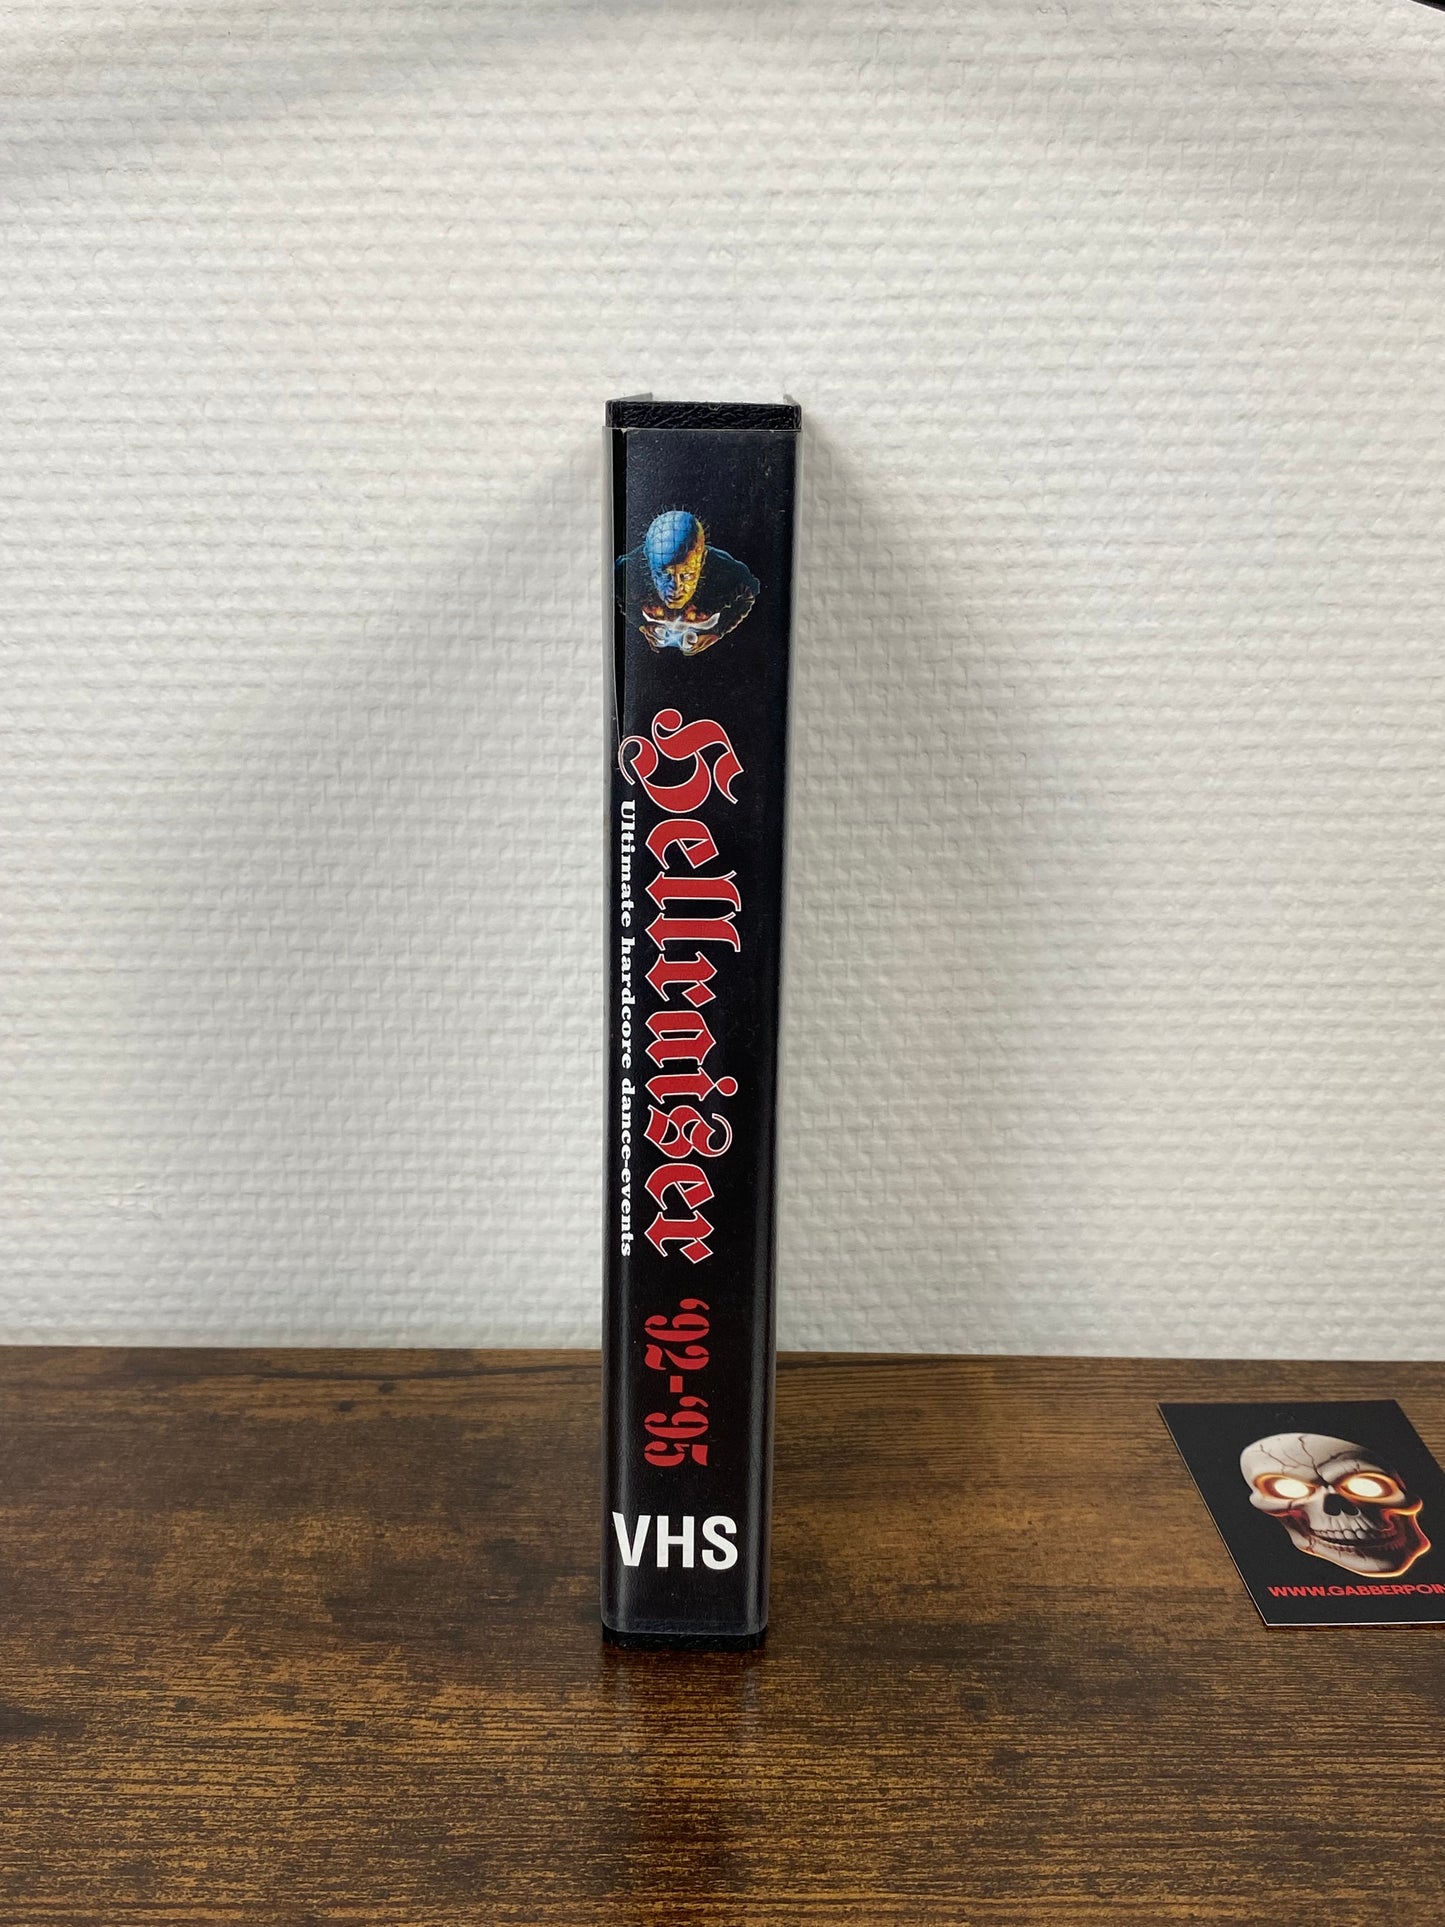 Hellraiser '92-'95
Ultimate hardcore dance-events
VHS